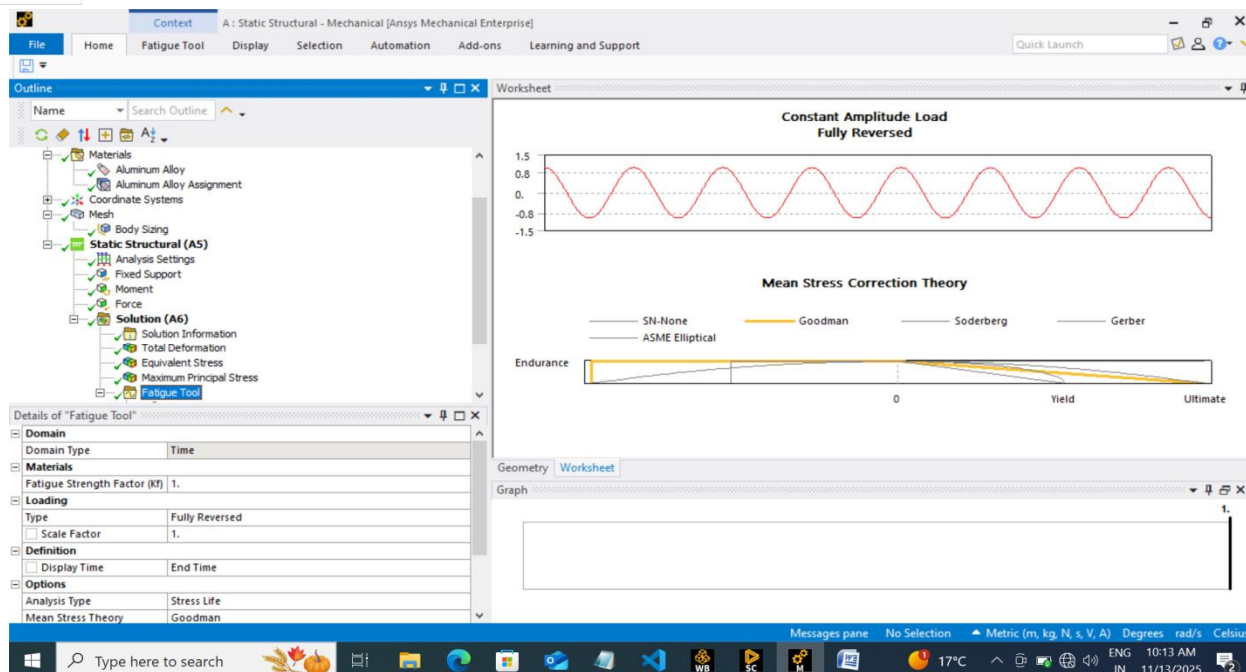 Context
A : Static Structural - Mechanical [Ansys Mechanical Enterprise]
File Home Fatigue Tool Display Selection Automation Add-ons Learning and Support
Quick Launch
Outline
Name Search Outline
Materials
Aluminum Alloy
Aluminum Alloy Assignment
Coordinate Systems
Mesh
Body Sizing
Static Structural (A5)
Analysis Settings
Fixed Support
Moment
Force
Solution (A6)
Solution Information
Total Deformation
Equivalent Stress
Maximum Principal Stress
Fatigue Tool
Details of "Fatigue Tool"
Domain
Domain Type Time
Materials
Fatigue Strength Factor (Kf) 1.
Loading
Type Fully Reversed
Scale Factor 1.
Definition
Display Time End Time
Options
Analysis Type Stress Life
Mean Stress Theory Goodman
Worksheet
Constant Amplitude Load
Fully Reversed
1.5
0.8
0.
-0.8
-1.5
Mean Stress Correction Theory
SN-None Goodman Soderberg Gerber
ASME Elliptical
Endurance
0 Yield Ultimate
Geometry Worksheet
Graph
1.
Messages pane No Selection Metric (m, kg, N, s, V, A) Degrees rad/s Celsius
Type here to search
WB
SC
M
17°C
ENG
IN
10:13 AM
11/13/2025
2